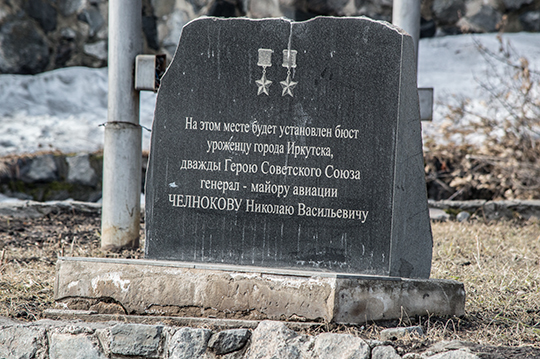 На этом месте будет установлен бюст
уроженцу города Иркутска,
дважды Герою Советского Союза
генерал - майору авиации
ЧЕЛНОКОВУ Николаю Васильевичу